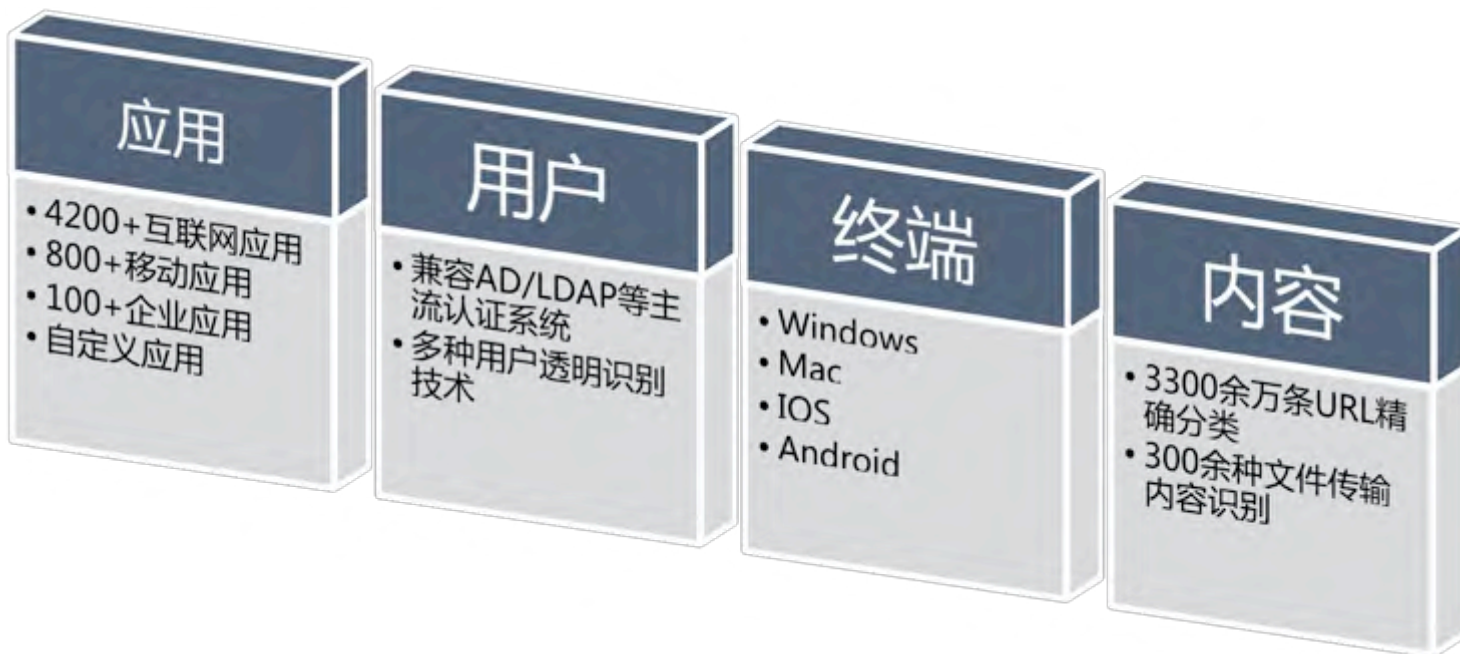 应用
• 4200+互联网应用
• 800+移动应用
• 100+企业应用
• 自定义应用
用户
• 兼容AD/LDAP等主
流认证系统
• 多种用户透明识别
技术
终端
• Windows
• Mac
• IOS
• Android
内容
• 3300余万条URL精
确分类
• 300余种文件传输
内容识别